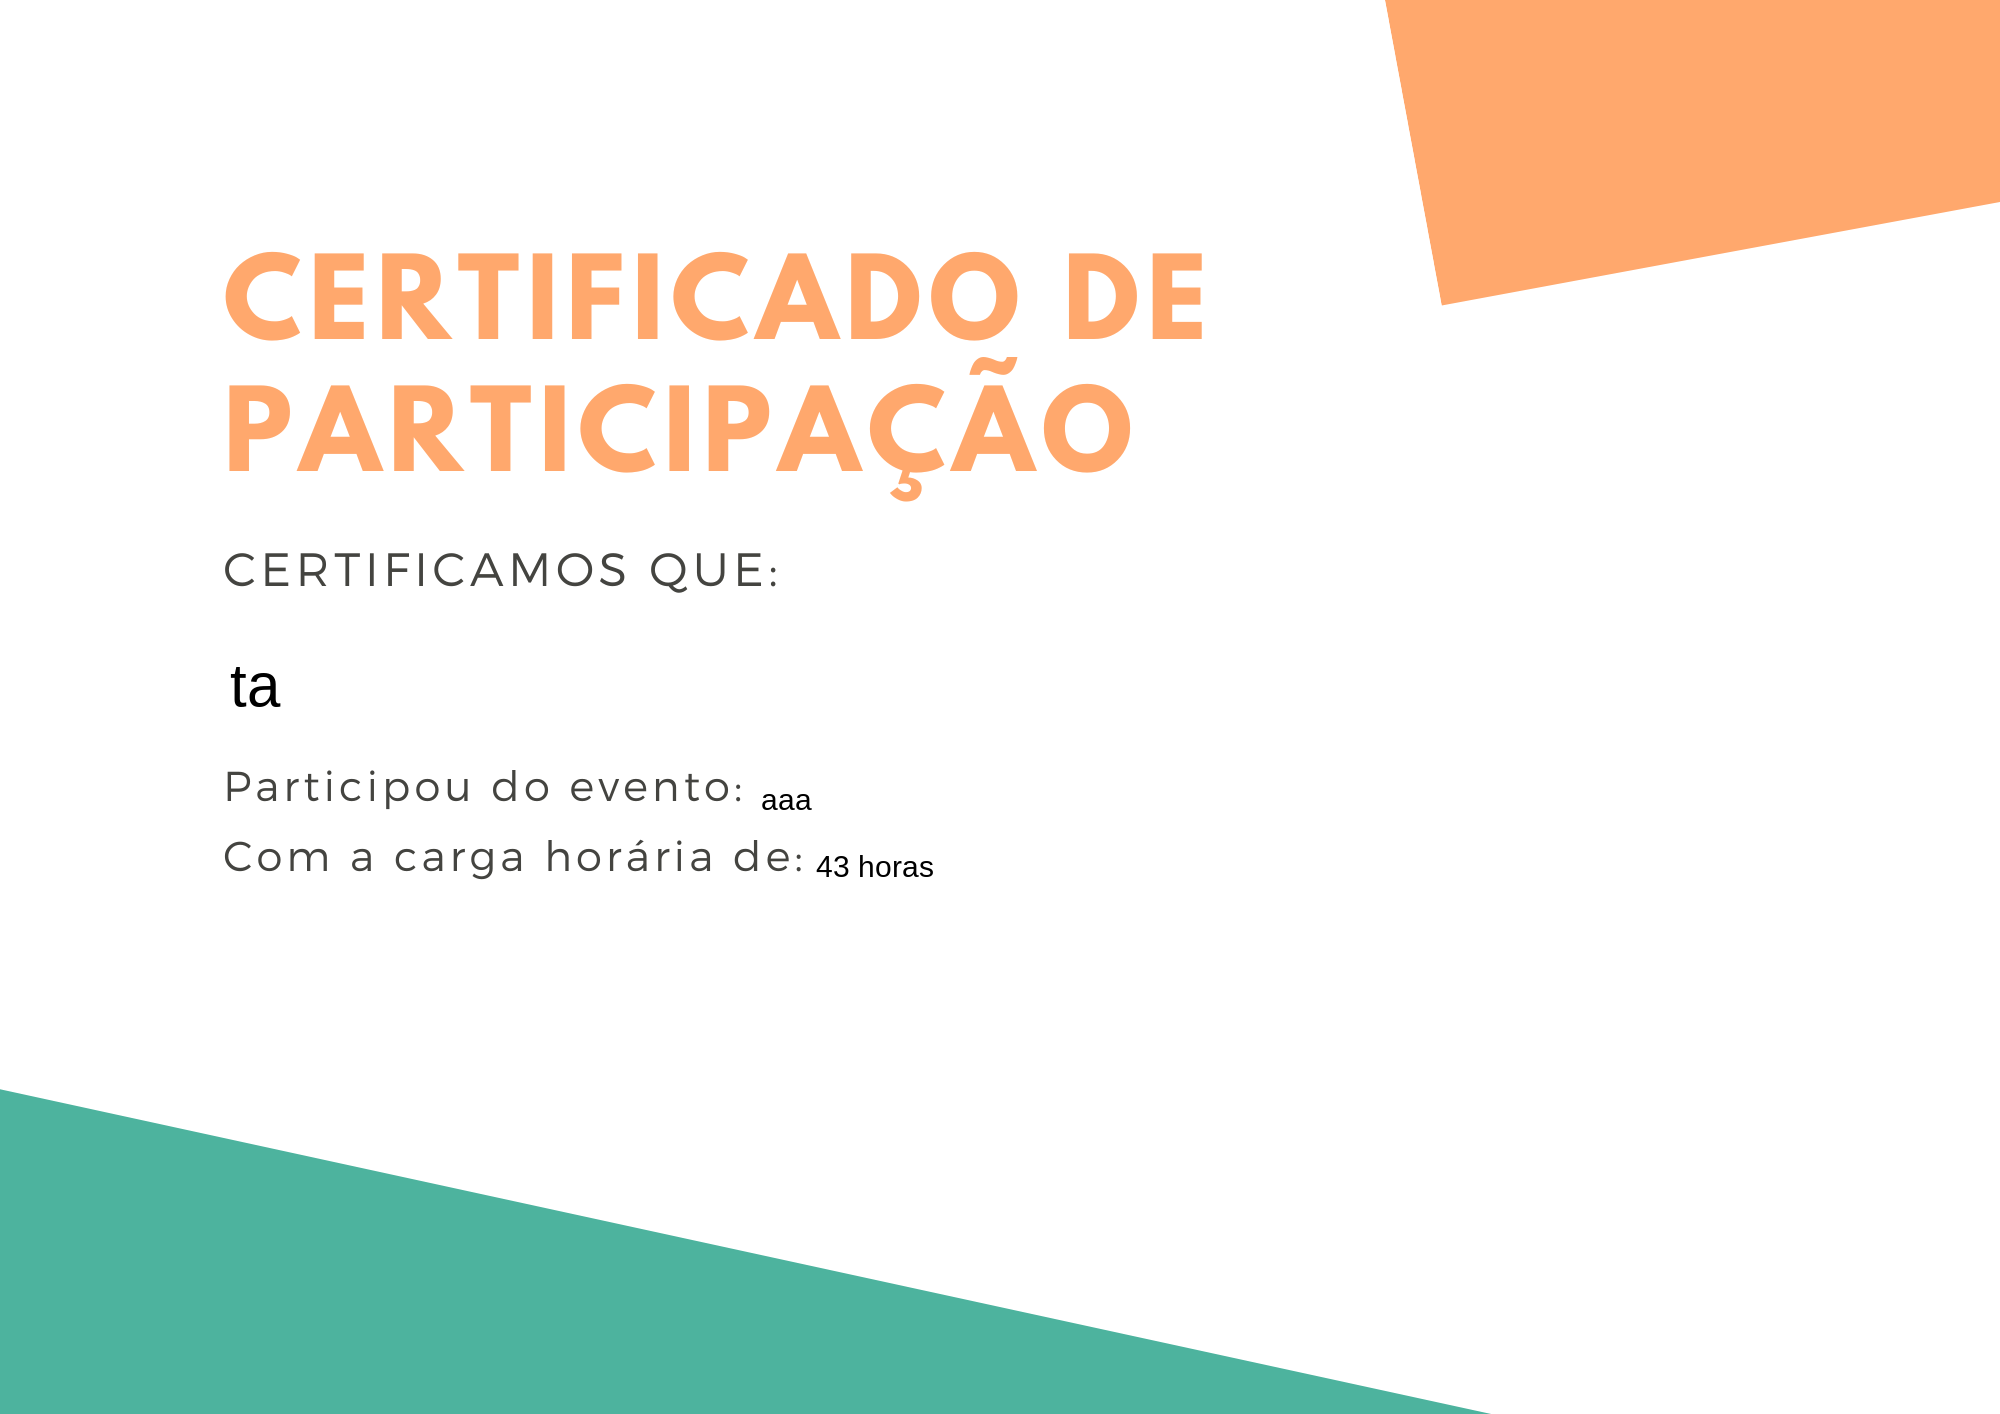 CERTIFICADO DE
PARTICIPAÇÃO
CERTIFICAMOS QUE:
ta
Participou do evento: aaa
Com a carga horária de: 43 horas